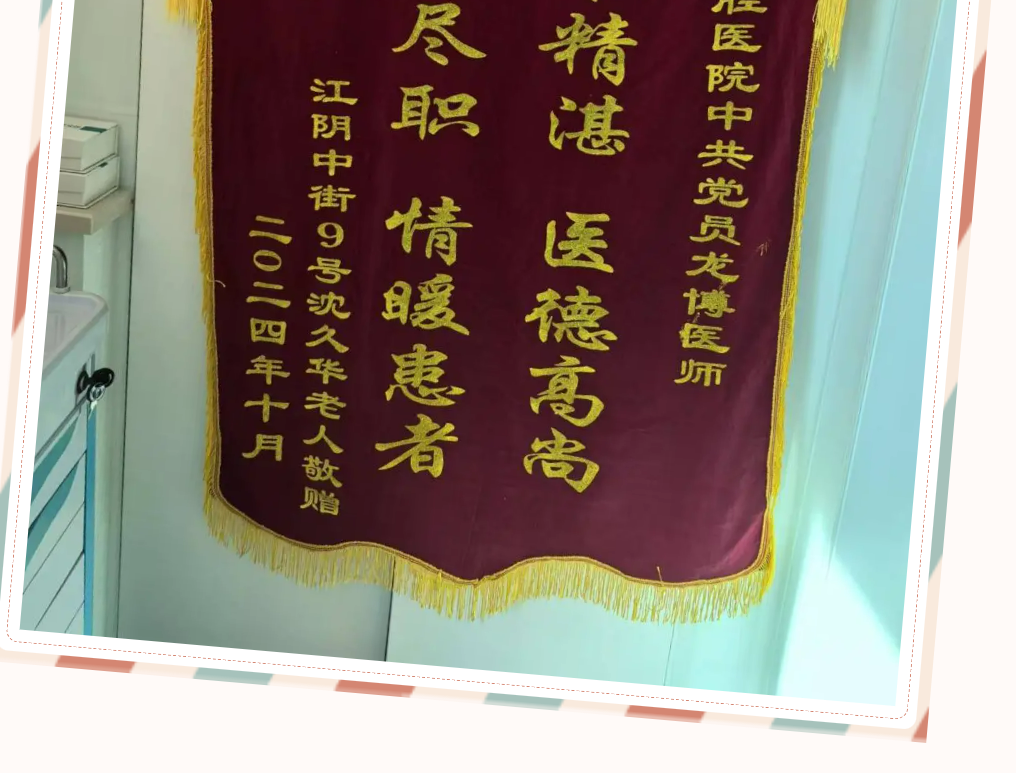 医院中共党员龙博医师
精湛 医德高尚
尽职 情暖患者
江阴中街9号沈久华老人敬赠
二〇二四年十月